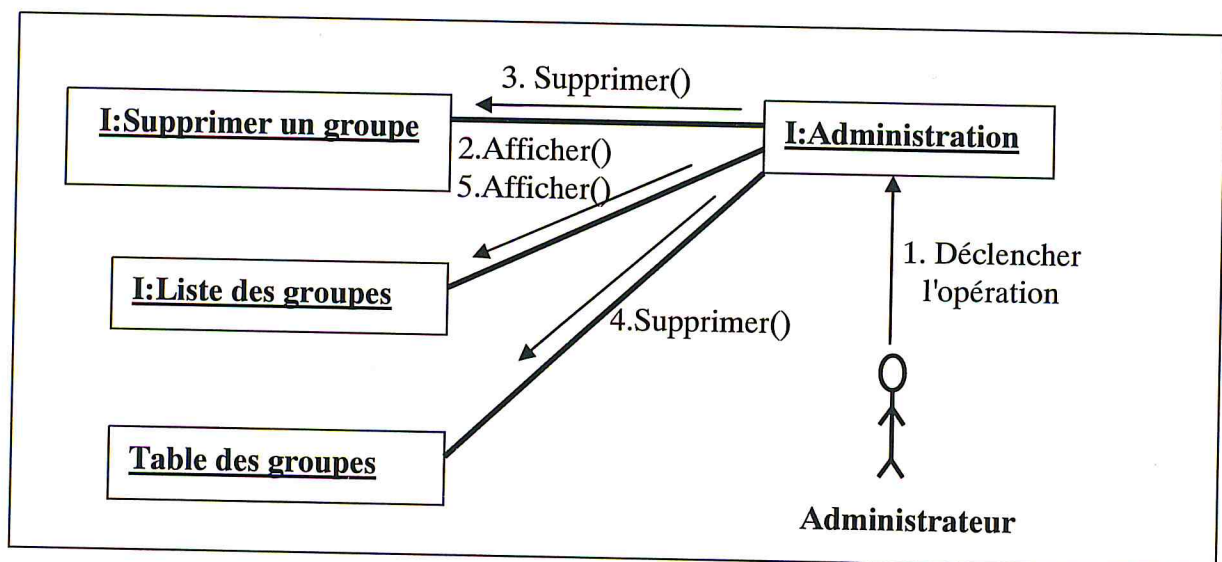 3. Supprimer()
I:Supprimer un groupe
I:Administration
2.Afficher()
5.Afficher()
1. Déclencher
l'opération
I:Liste des groupes
4.Supprimer()
Table des groupes
Administrateur